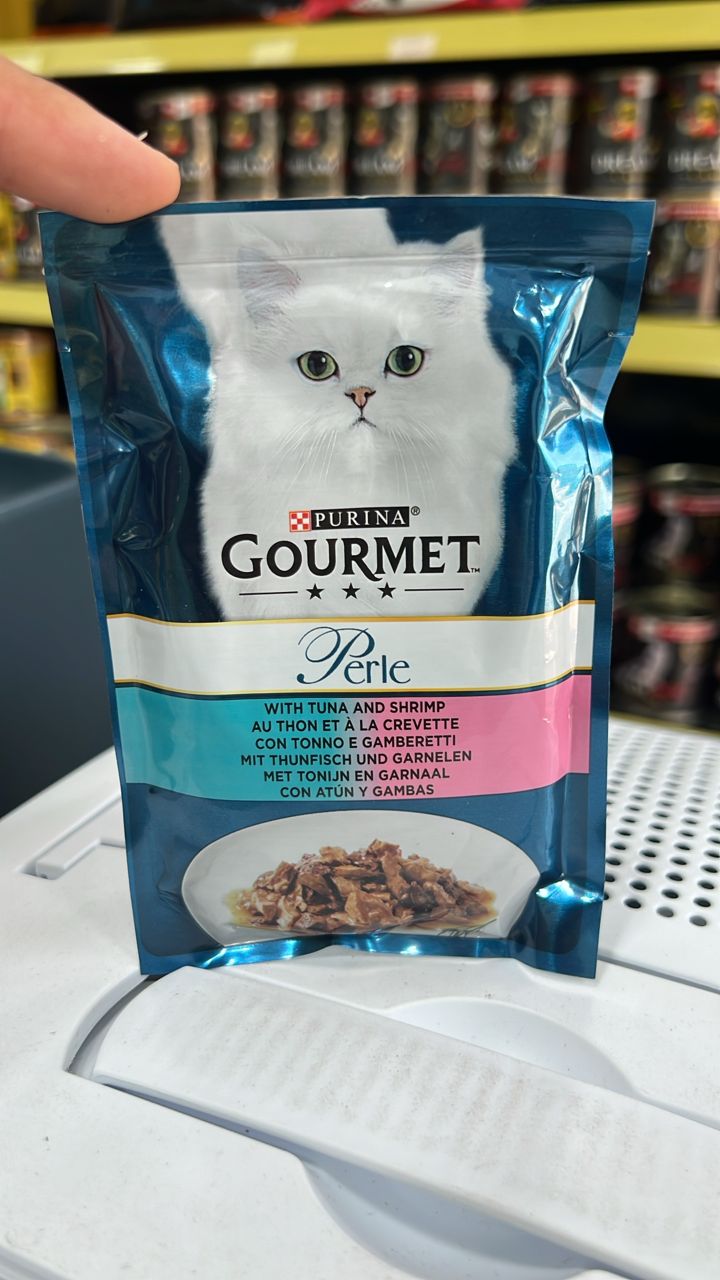 PURINA®
GOURMET™
Perle
WITH TUNA AND SHRIMP
AU THON ET À LA CREVETTE
CON TONNO E GAMBERETTI
MIT THUNFISCH UND GARNELEN
MET TONIJN EN GARNAAL
CON ATÚN Y GAMBAS